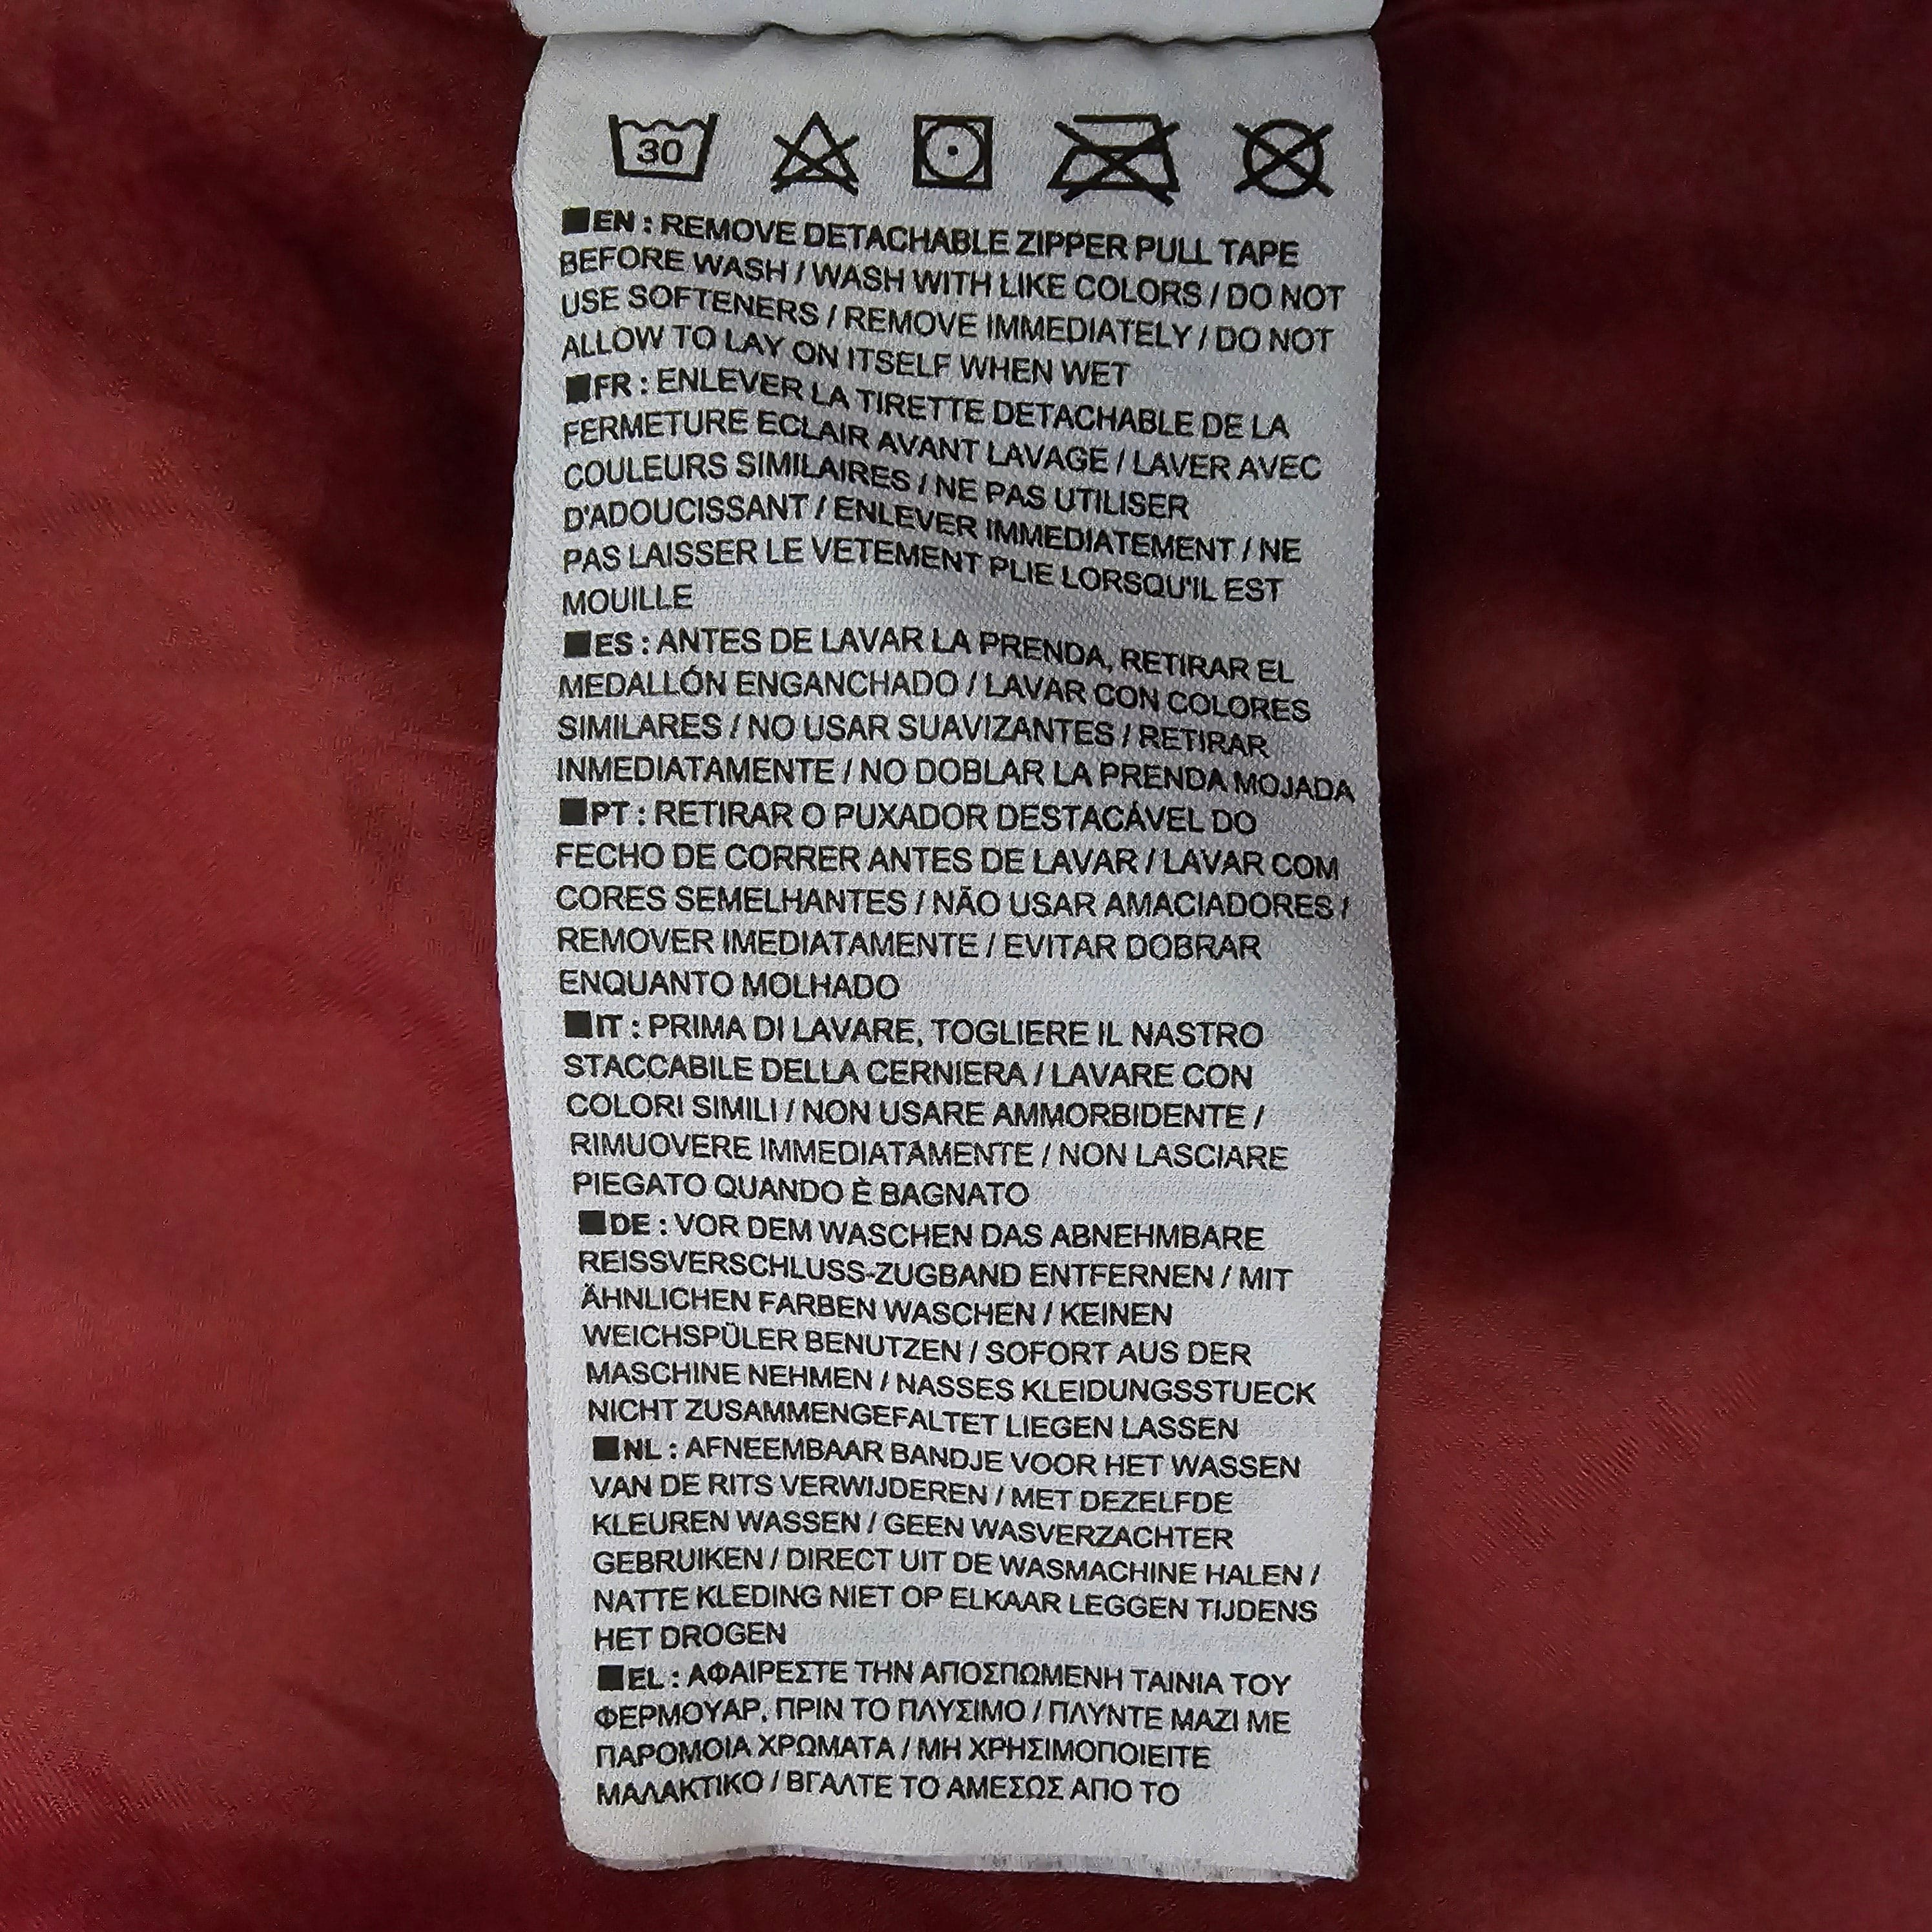 30
■EN : REMOVE DETACHABLE ZIPPER PULL TAPE
BEFORE WASH / WASH WITH LIKE COLORS / DO NOT
USE SOFTENERS / REMOVE IMMEDIATELY / DO NOT
ALLOW TO LAY ON ITSELF WHEN WET
■FR : ENLEVER LA TIRETTE DETACHABLE DE LA
FERMETURE ECLAIR AVANT LAVAGE / LAVER AVEC
COULEURS SIMILAIRES / NE PAS UTILISER
D'ADOUCISSANT / ENLEVER IMMEDIATEMENT / NE
PAS LAISSER LE VETEMENT PLIE LORSQU'IL EST
MOUILLE
■ES : ANTES DE LAVAR LA PRENDA, RETIRAR EL
MEDALLÓN ENGANCHADO / LAVAR CON COLORES
SIMILARES / NO USAR SUAVIZANTES / RETIRAR
INMEDIATAMENTE / NO DOBLAR LA PRENDA MOJADA
■PT : RETIRAR O PUXADOR DESTACÁVEL DO
FECHO DE CORRER ANTES DE LAVAR / LAVAR COM
CORES SEMELHANTES / NÃO USAR AMACIADORES /
REMOVER IMEDIATAMENTE / EVITAR DOBRAR
ENQUANTO MOLHADO
■IT : PRIMA DI LAVARE, TOGLIERE IL NASTRO
STACCABILE DELLA CERNIERA / LAVARE CON
COLORI SIMILI / NON USARE AMMORBIDENTE /
RIMUOVERE IMMEDIATAMENTE / NON LASCIARE
PIEGATO QUANDO È BAGNATO
■DE : VOR DEM WASCHEN DAS ABNEHMBARE
REISSVERSCHLUSS-ZUGBAND ENTFERNEN / MIT
ÄHNLICHEN FARBEN WASCHEN / KEINEN
WEICHSPÜLER BENUTZEN / SOFORT AUS DER
MASCHINE NEHMEN / NASSES KLEIDUNGSSTUECK
NICHT ZUSAMMENGEFALTET LIEGEN LASSEN
■NL : AFNEEMBAAR BANDJE VOOR HET WASSEN
VAN DE RITS VERWIJDEREN / MET DEZELFDE
KLEUREN WASSEN / GEEN WASVERZACHTER
GEBRUIKEN / DIRECT UIT DE WASMACHINE HALEN /
NATTE KLEDING NIET OP ELKAAR LEGGEN TIJDENS
HET DROGEN
■EL : ΑΦΑΙΡΕΣΤΕ ΤΗΝ ΑΠΟΣΠΩΜΕΝΗ ΤΑΙΝΙΑ ΤΟΥ
ΦΕΡΜΟΥΑΡ, ΠΡΙΝ ΤΟ ΠΛΥΣΙΜΟ / ΠΛΥΝΤΕ ΜΑΖΙ ΜΕ
ΠΑΡΟΜΟΙΑ ΧΡΩΜΑΤΑ / ΜΗ ΧΡΗΣΙΜΟΠΟΙΕΙΤΕ
ΜΑΛΑΚΤΙΚΟ / ΒΓΑΛΤΕ ΤΟ ΑΜΕΣΩΣ ΑΠΟ ΤΟ